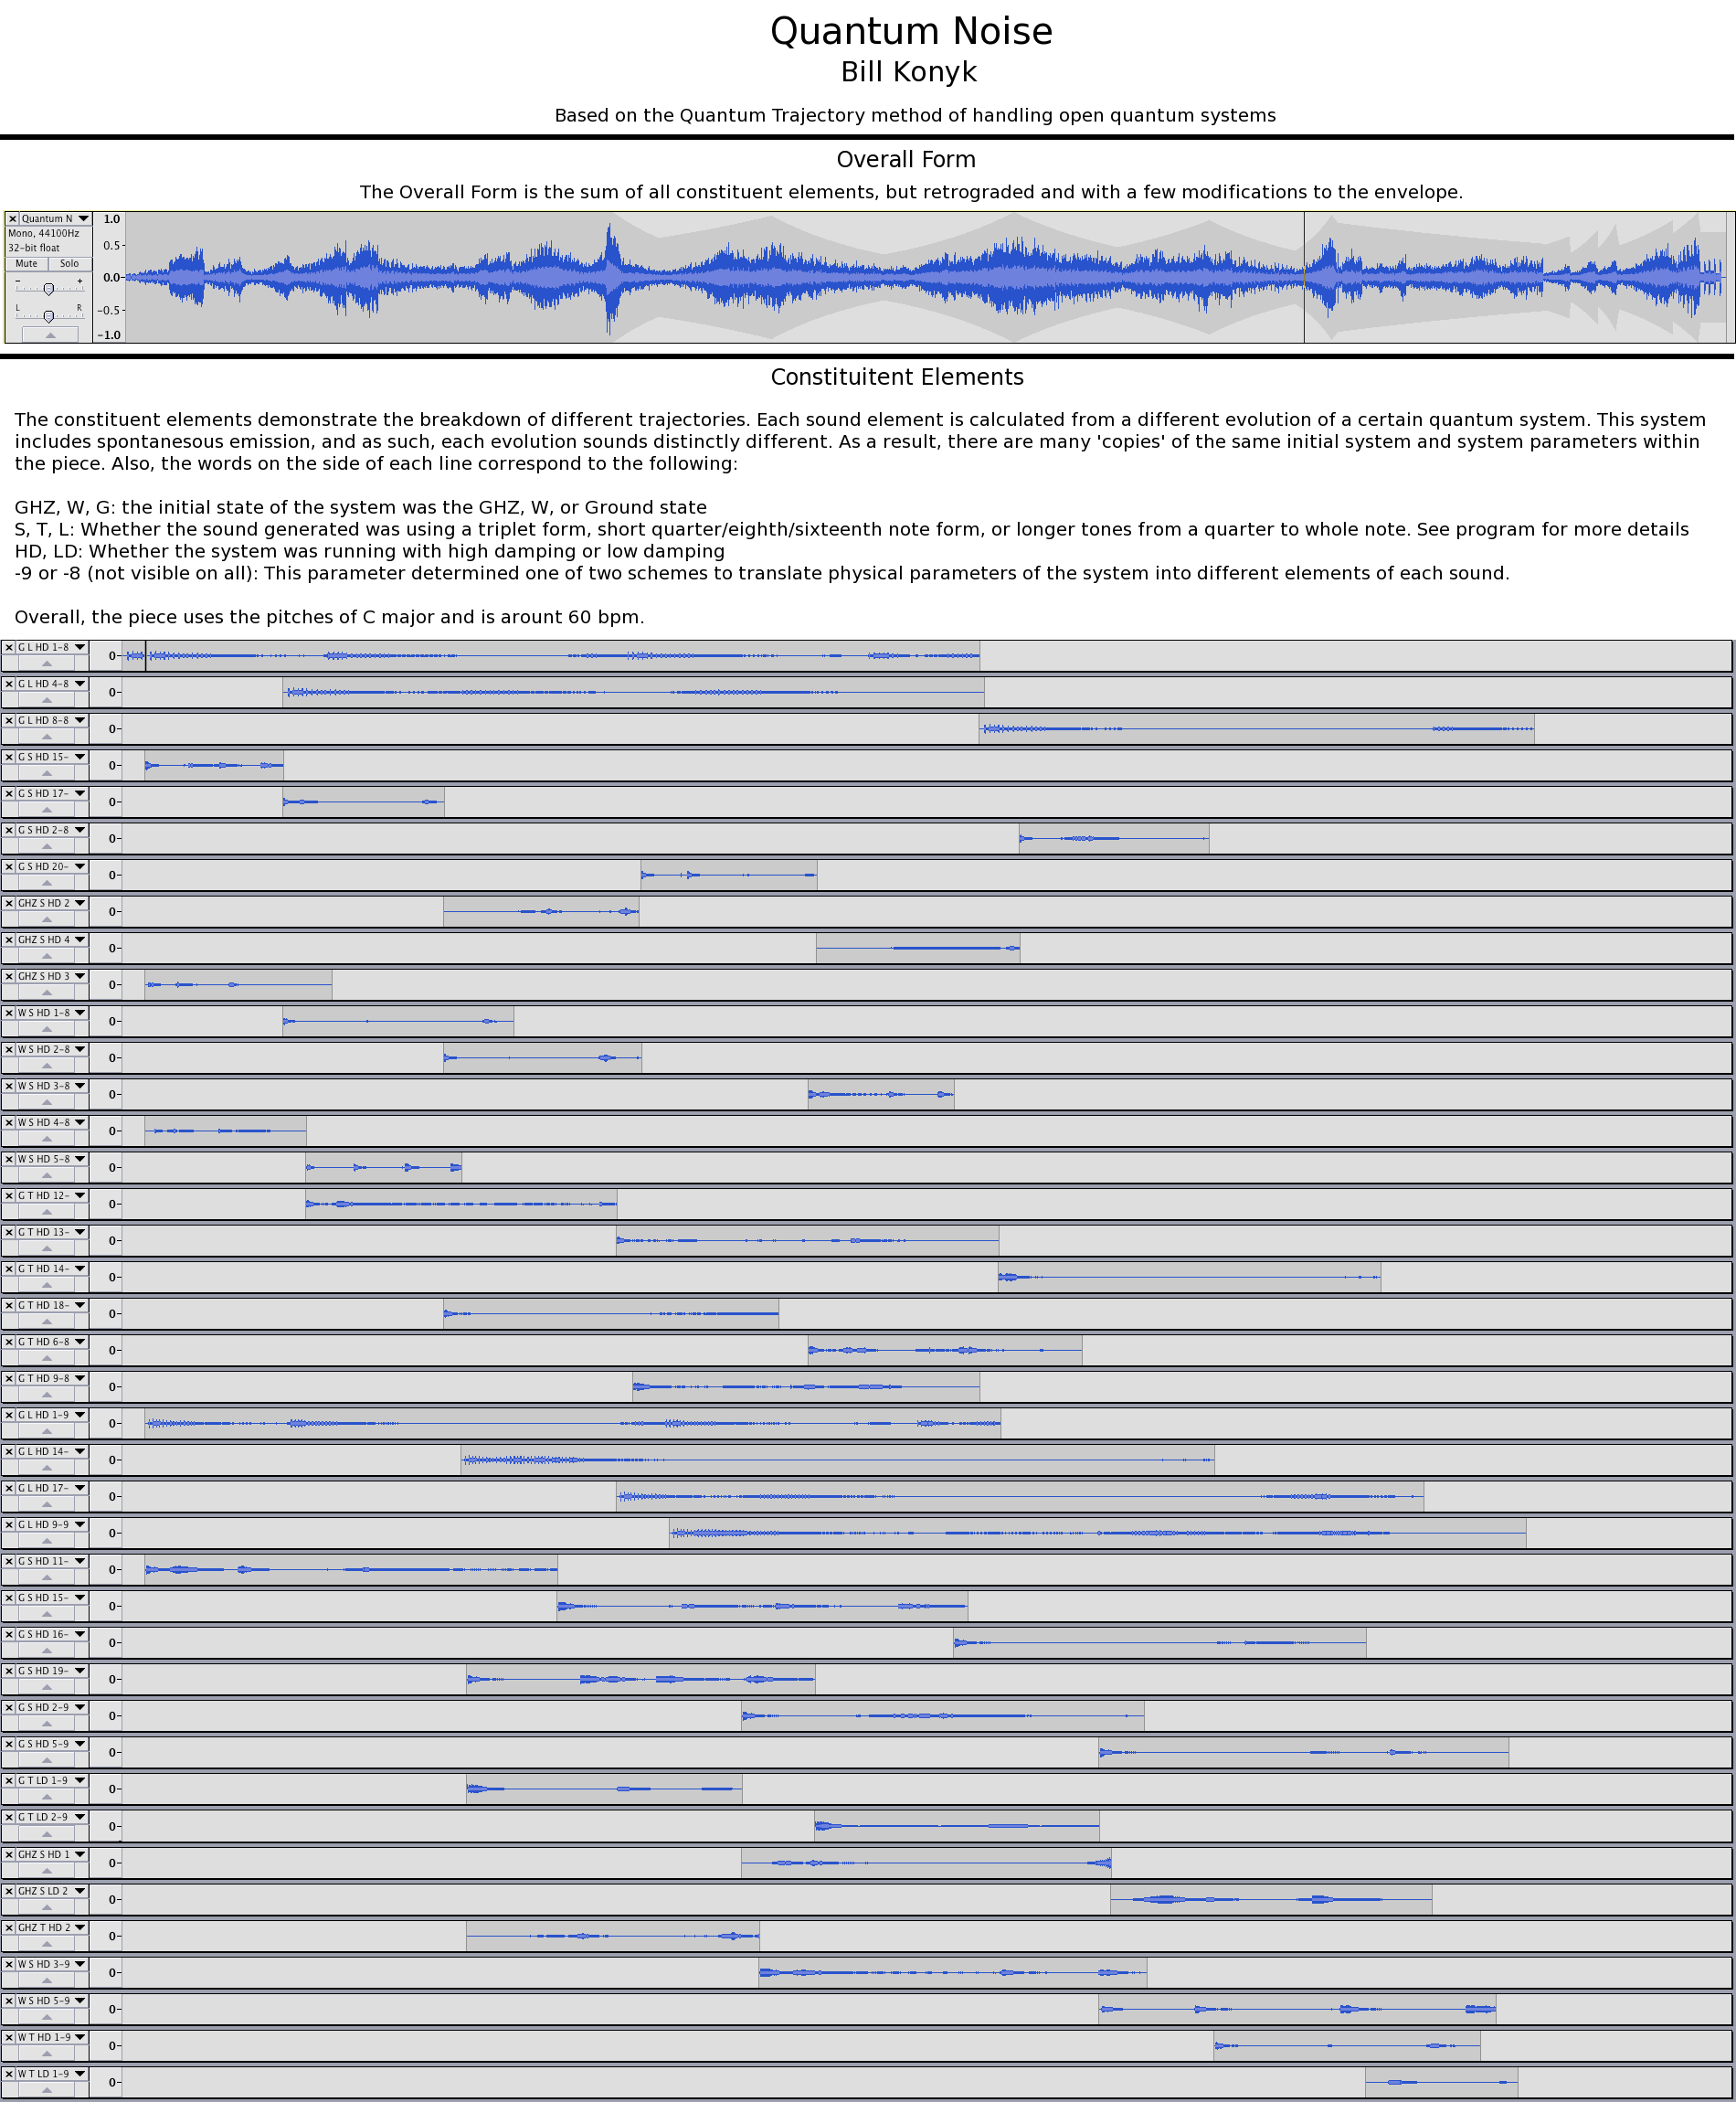 Quantum Noise
Bill Konyk
Based on the Quantum Trajectory method of handling open quantum systems
Overall Form
The Overall Form is the sum of all constituent elements, but retrograded and with a few modifications to the envelope.
Quantum N
Mono, 44100Hz
32-bit float
Mute Solo
- +
L R
1.0
0.5
0.0
-0.5
-1.0
Constituitent Elements
The constituent elements demonstrate the breakdown of different trajectories. Each sound element is calculated from a different evolution of a certain quantum system. This system
includes spontanesous emission, and as such, each evolution sounds distinctly different. As a result, there are many 'copies' of the same initial system and system parameters within
the piece. Also, the words on the side of each line correspond to the following:
GHZ, W, G: the initial state of the system was the GHZ, W, or Ground state
S, T, L: Whether the sound generated was using a triplet form, short quarter/eighth/sixteenth note form, or longer tones from a quarter to whole note. See program for more details
HD, LD: Whether the system was running with high damping or low damping
-9 or -8 (not visible on all): This parameter determined one of two schemes to translate physical parameters of the system into different elements of each sound.
Overall, the piece uses the pitches of C major and is around 60 bpm.
G L HD 1-8 0
G L HD 4-8 0
G L HD 8-8 0
G S HD 15- 0
G S HD 17- 0
G S HD 2-8 0
G S HD 20- 0
GHZ S HD 2 0
GHZ S HD 4 0
GHZ S HD 3 0
W S HD 1-8 0
W S HD 2-8 0
W S HD 3-8 0
W S HD 4-8 0
W S HD 5-8 0
G T HD 12- 0
G T HD 13- 0
G T HD 14- 0
G T HD 18- 0
G T HD 6-8 0
G T HD 9-8 0
G L HD 1-9 0
G L HD 14- 0
G L HD 17- 0
G L HD 9-9 0
G S HD 11- 0
G S HD 15- 0
G S HD 16- 0
G S HD 19- 0
G S HD 2-9 0
G S HD 5-9 0
G T LD 1-9 0
G T LD 2-9 0
GHZ S HD 1 0
GHZ S LD 2 0
GHZ T HD 2 0
W S HD 3-9 0
W S HD 5-9 0
W T HD 1-9 0
W T LD 1-9 0